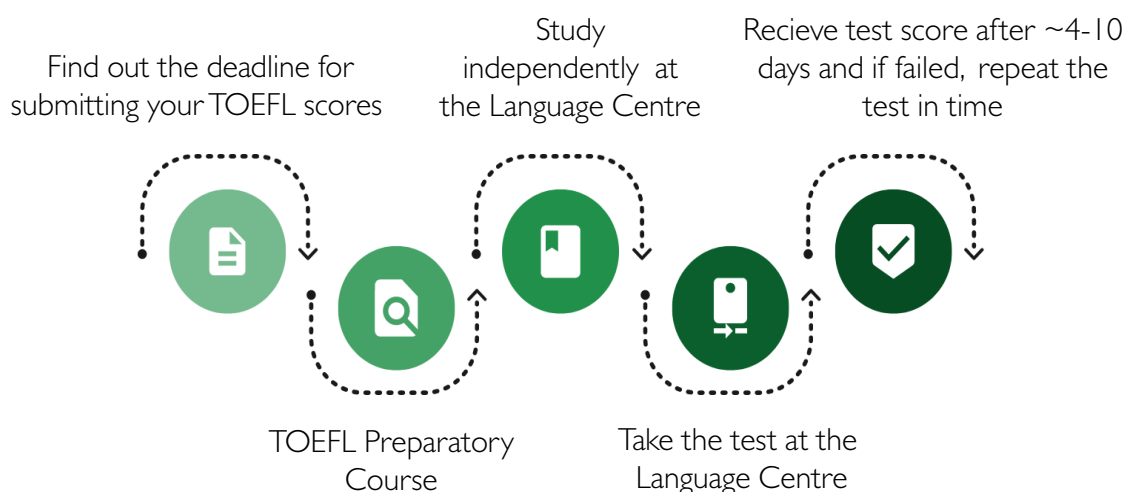 Find out the deadline for
submitting your TOEFL scores
TOEFL Preparatory
Course
Study
independently at
the Language Centre
Take the test at the
Language Centre
Recieve test score after ~4-10
days and if failed, repeat the
test in time